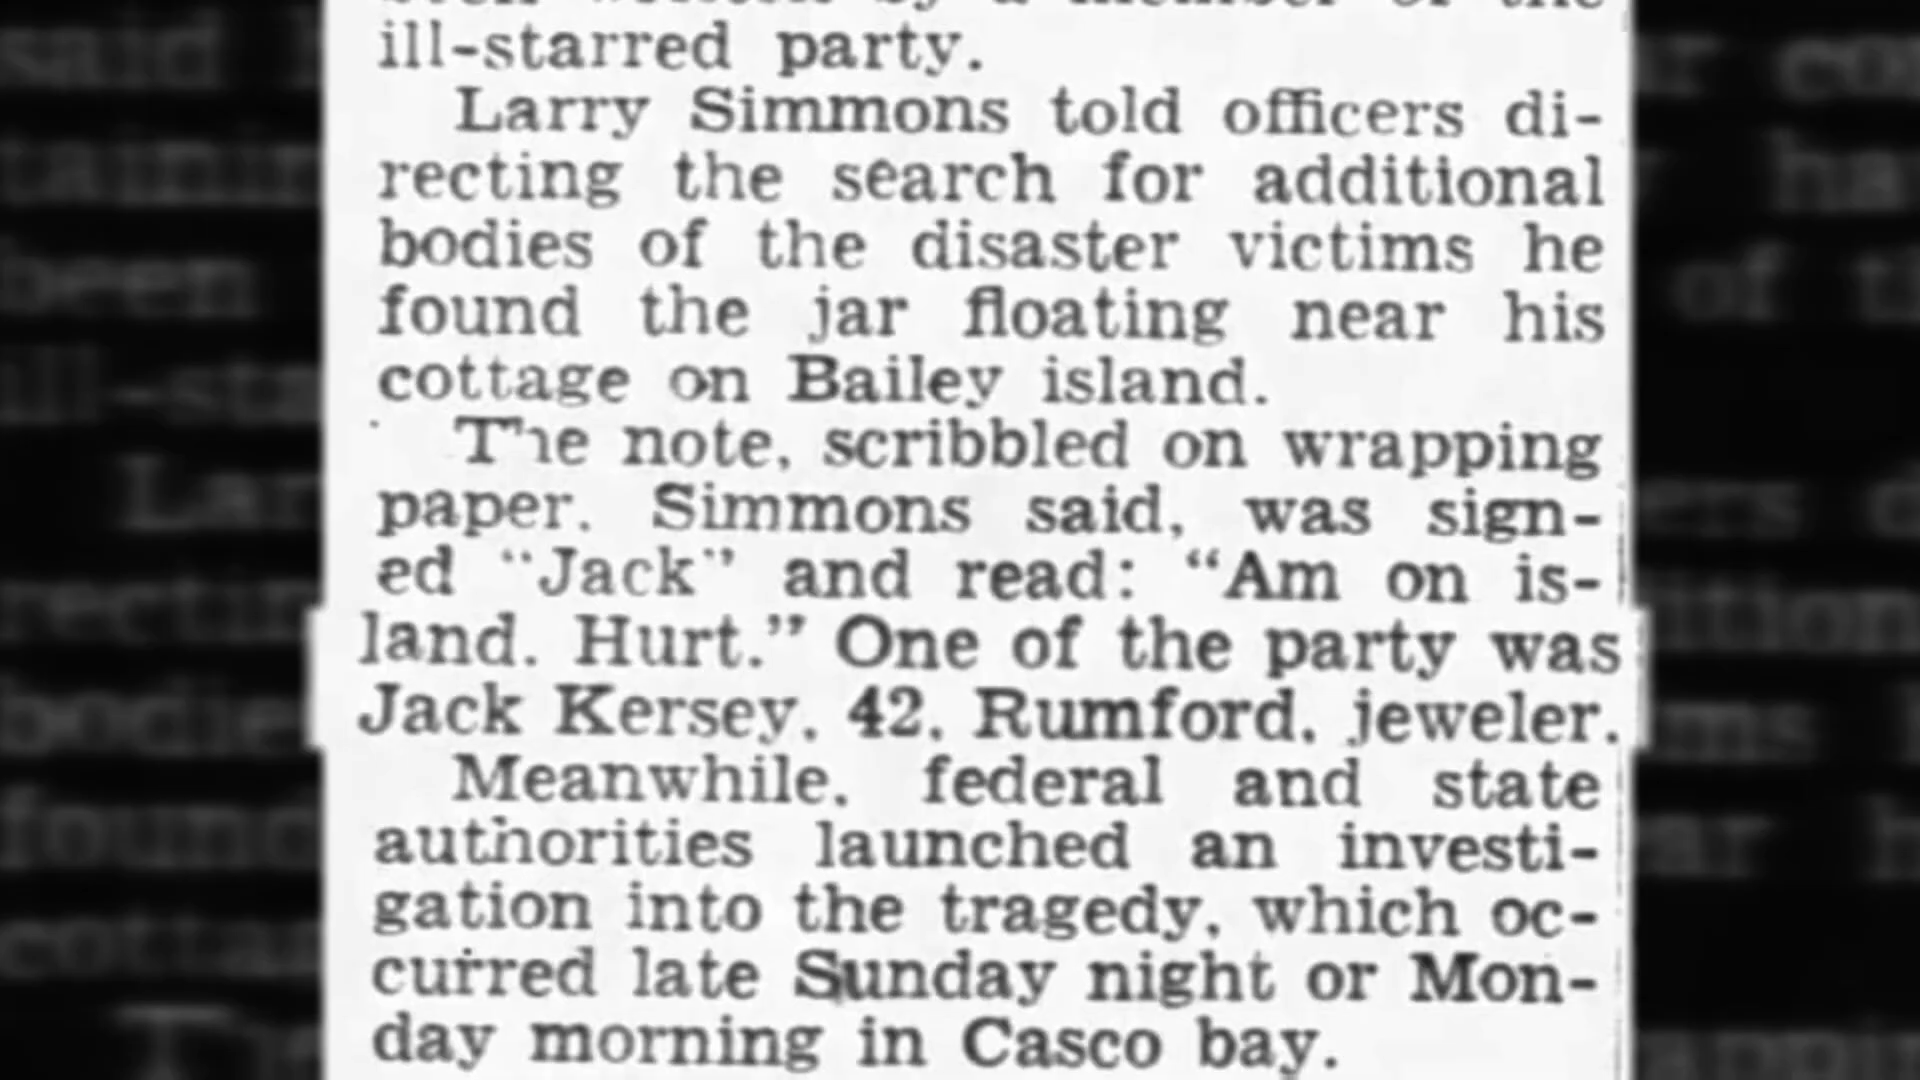 ill-starred party.
Larry Simmons told officers di-
recting the search for additional
bodies of the disaster victims he
found the jar floating near his
cottage on Bailey island.
The note, scribbled on wrapping
paper. Simmons said, was sign-
ed "Jack" and read: "Am on is-
land. Hurt." One of the party was
Jack Kersey, 42, Rumford, jeweler.
Meanwhile, federal and state
authorities launched an investi-
gation into the tragedy, which oc-
curred late Sunday night or Mon-
day morning in Casco bay.